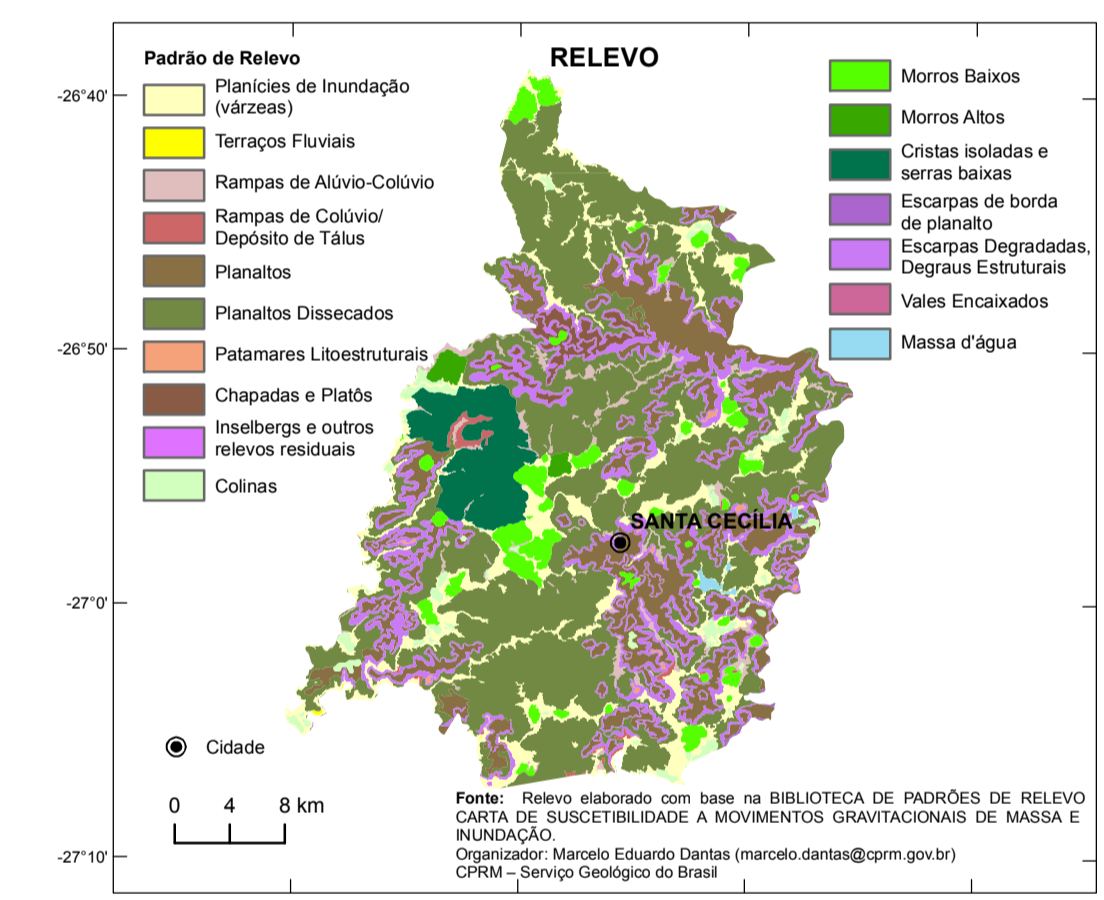 RELEVO
Padrão de Relevo
Planícies de Inundação
(várzeas)
Terraços Fluviais
Rampas de Alúvio-Colúvio
Rampas de Colúvio/
Depósito de Tálus
Planaltos
Planaltos Dissecados
Patamares Litoestruturais
Chapadas e Platôs
Inselbergs e outros
relevos residuais
Colinas
Morros Baixos
Morros Altos
Cristas isoladas e
serras baixas
Escarpas de borda
de planalto
Escarpas Degradadas,
Degraus Estruturais
Vales Encaixados
Massa d'água
-26°40'
-26°50'
-27°0'
-27°10'
SANTA CECÍLIA
Cidade
0 4 8 km
Fonte: Relevo elaborado com base na BIBLIOTECA DE PADRÕES DE RELEVO
CARTA DE SUSCETIBILIDADE A MOVIMENTOS GRAVITACIONAIS DE MASSA E
INUNDAÇÃO.
Organizador: Marcelo Eduardo Dantas (marcelo.dantas@cprm.gov.br)
CPRM – Serviço Geológico do Brasil